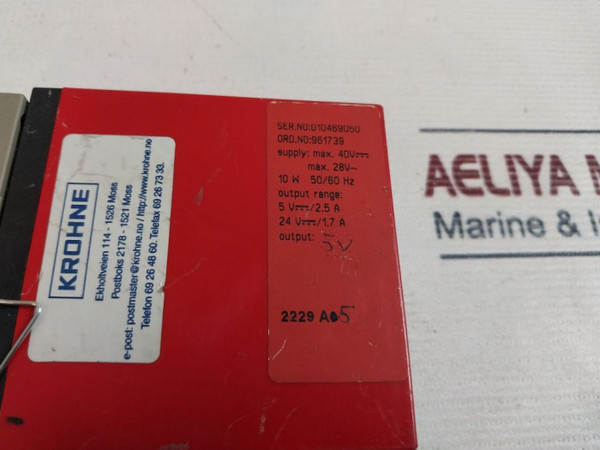 KROHNE
Ekholtveien 114 - 1526 Moss
Postboks 2178 - 1521 Moss
e-post: postmaster@krohne.no / http://www.krohne.no
Telefon 69 26 48 60. Telefax 69 26 73 33.
SER.NO:010469050
ORD.NO:961739
supply: max. 40V⎓
max. 28V~
10 W 50/60 Hz
output range:
5 V⎓/2.5 A
24 V⎓/1.7 A
output: 5V
2229 A 5
AELIYA
Marine &